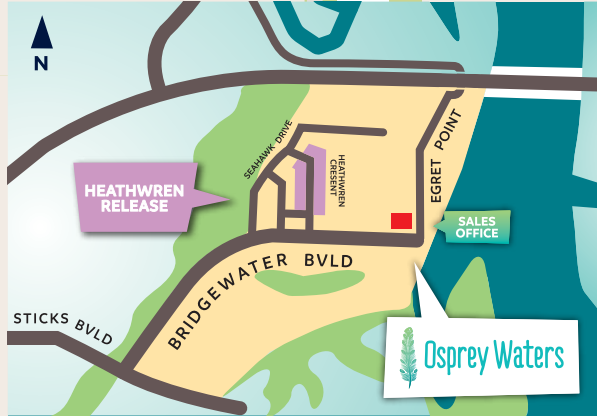 N
SEAHAWK DRIVE
HEATHWREN
CRESENT
EGRET POINT
HEATHWREN
RELEASE
SALES
OFFICE
BRIDGEWATER BVLD
STICKS BVLD
Osprey Waters